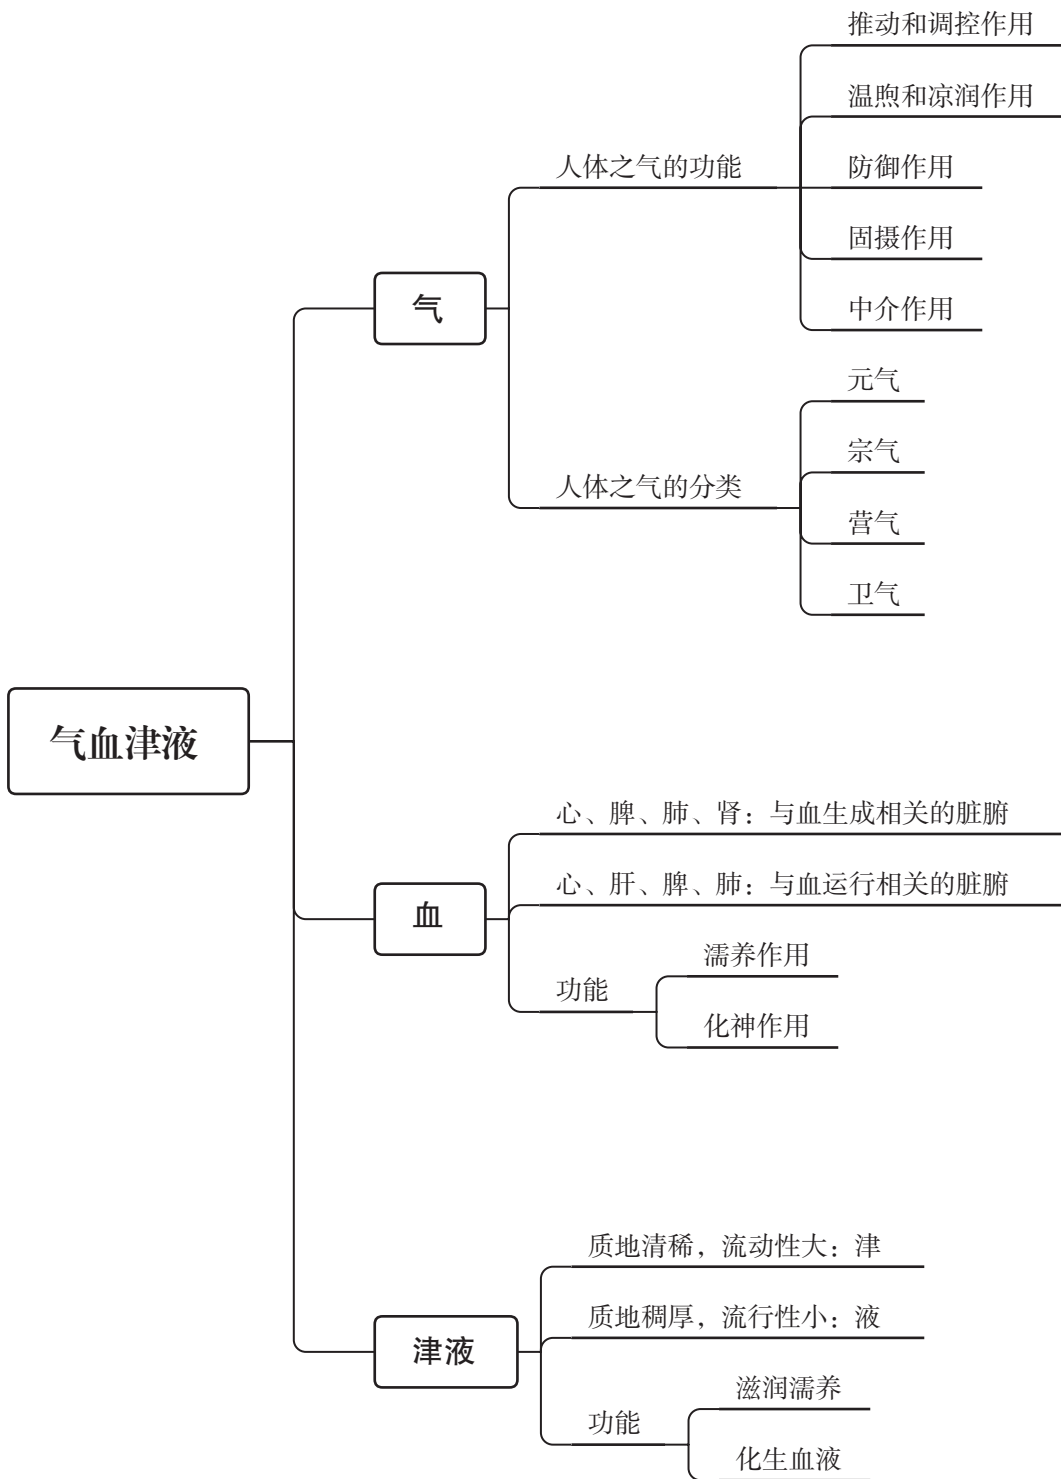 气血津液
气
人体之气的功能
推动和调控作用
温煦和凉润作用
防御作用
固摄作用
中介作用
人体之气的分类
元气
宗气
营气
卫气
血
心、脾、肺、肾：与血生成相关的脏腑
心、肝、脾、肺：与血运行相关的脏腑
功能
濡养作用
化神作用
津液
质地清稀，流动性大：津
质地稠厚，流行性小：液
功能
滋润濡养
化生血液